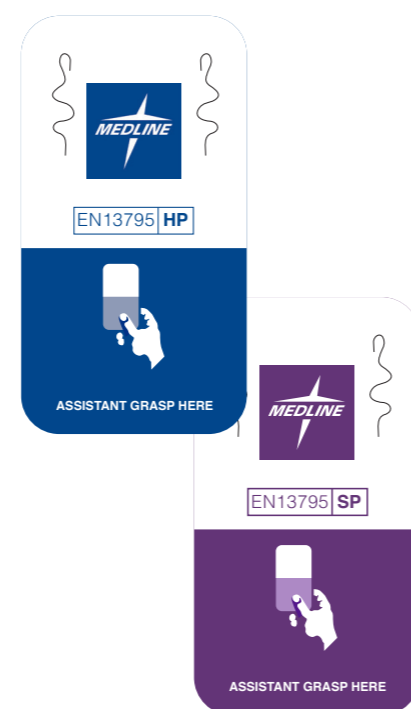 MEDLINE
EN13795 HP
ASSISTANT GRASP HERE
MEDLINE
EN13795 SP
ASSISTANT GRASP HERE